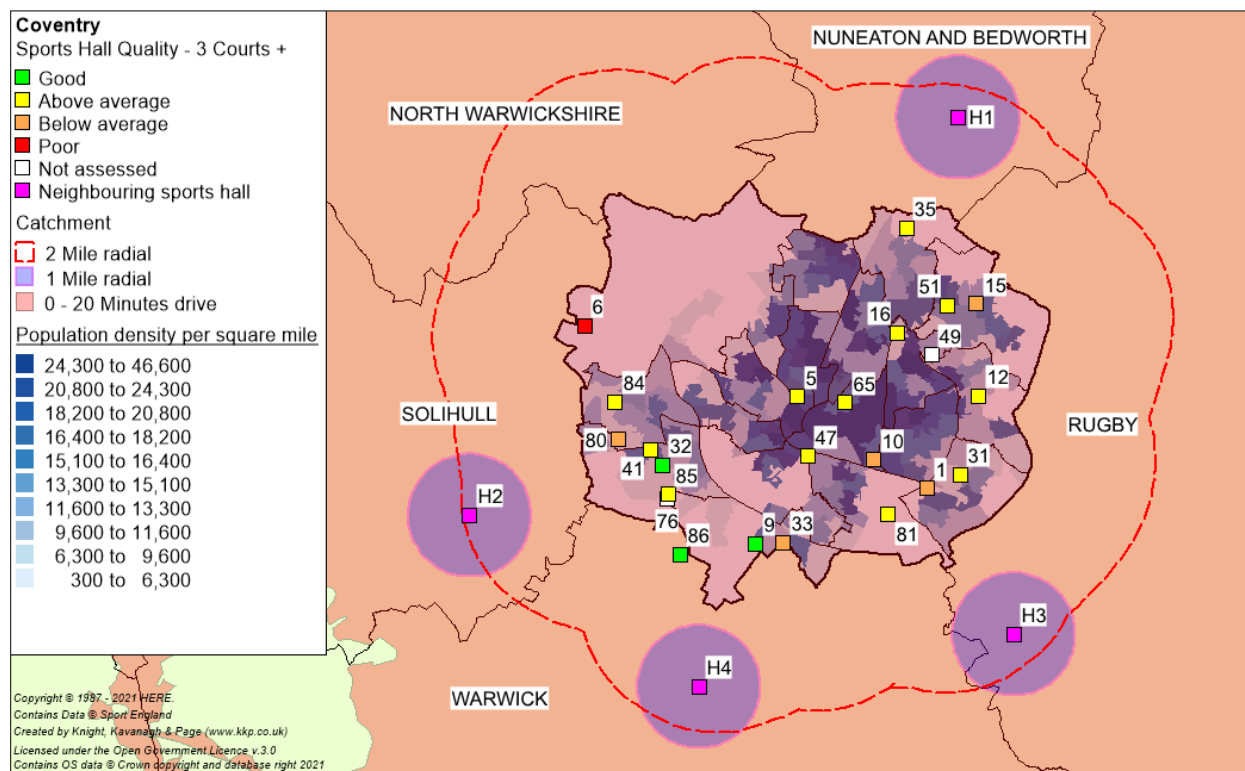 Coventry
Sports Hall Quality - 3 Courts +
Good
Above average
Below average
Poor
Not assessed
Neighbouring sports hall
Catchment
2 Mile radial
1 Mile radial
0 - 20 Minutes drive
Population density per square mile
24,300 to 46,600
20,800 to 24,300
18,200 to 20,800
16,400 to 18,200
15,100 to 16,400
13,300 to 15,100
11,600 to 13,300
9,600 to 11,600
6,300 to 9,600
300 to 6,300
Copyright © 1987 - 2021 HERE.
Contains Data © Sport England
Created by Knight, Kavanagh & Page (www.kkp.co.uk)
Licensed under the Open Government Licence v.3.0
Contains OS data © Crown copyright and database right 2021
NUNEATON AND BEDWORTH
NORTH WARWICKSHIRE
H1
35
51
15
6
16
49
84
5
65
12
SOLIHULL
RUGBY
80
32
47
10
41
85
1
31
H2
76
86
9
33
81
H3
H4
WARWICK